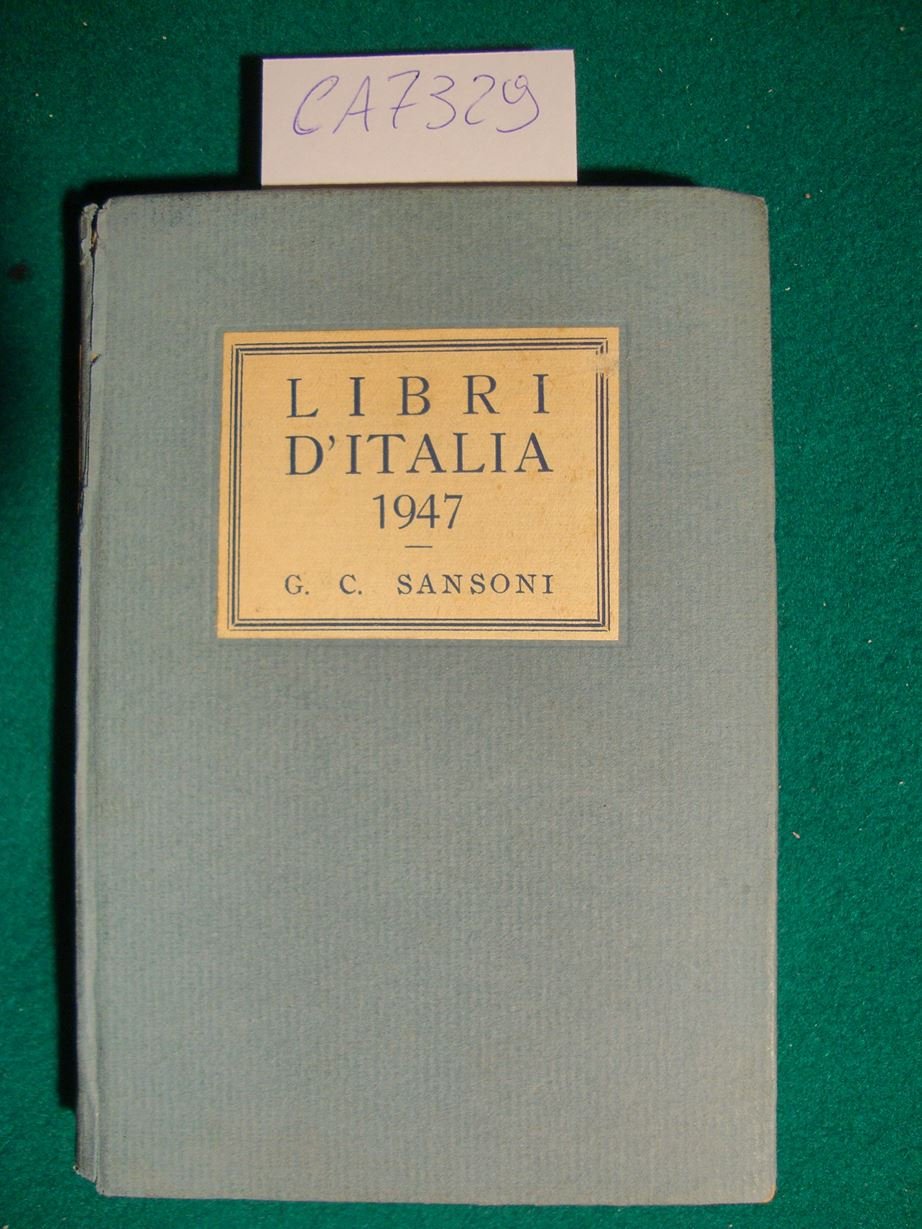 CA7329
LIBRI
D'ITALIA
1947
G. C. SANSONI